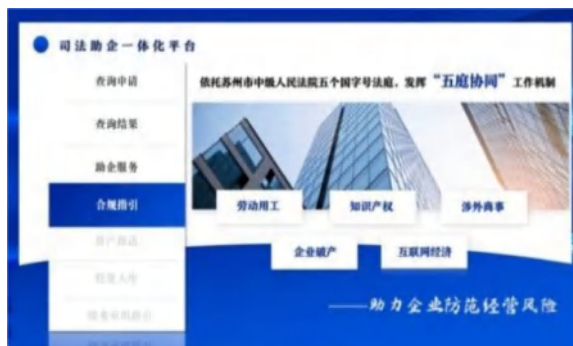 司法助企一体化平台
查询申请
依托苏州市中级人民法院五个国字号法庭，发挥“五庭协同”工作机制
查询结果
助企服务
合规指引
劳动用工
知识产权
涉外商事
企业破产
互联网经济
——助力企业防范经营风险